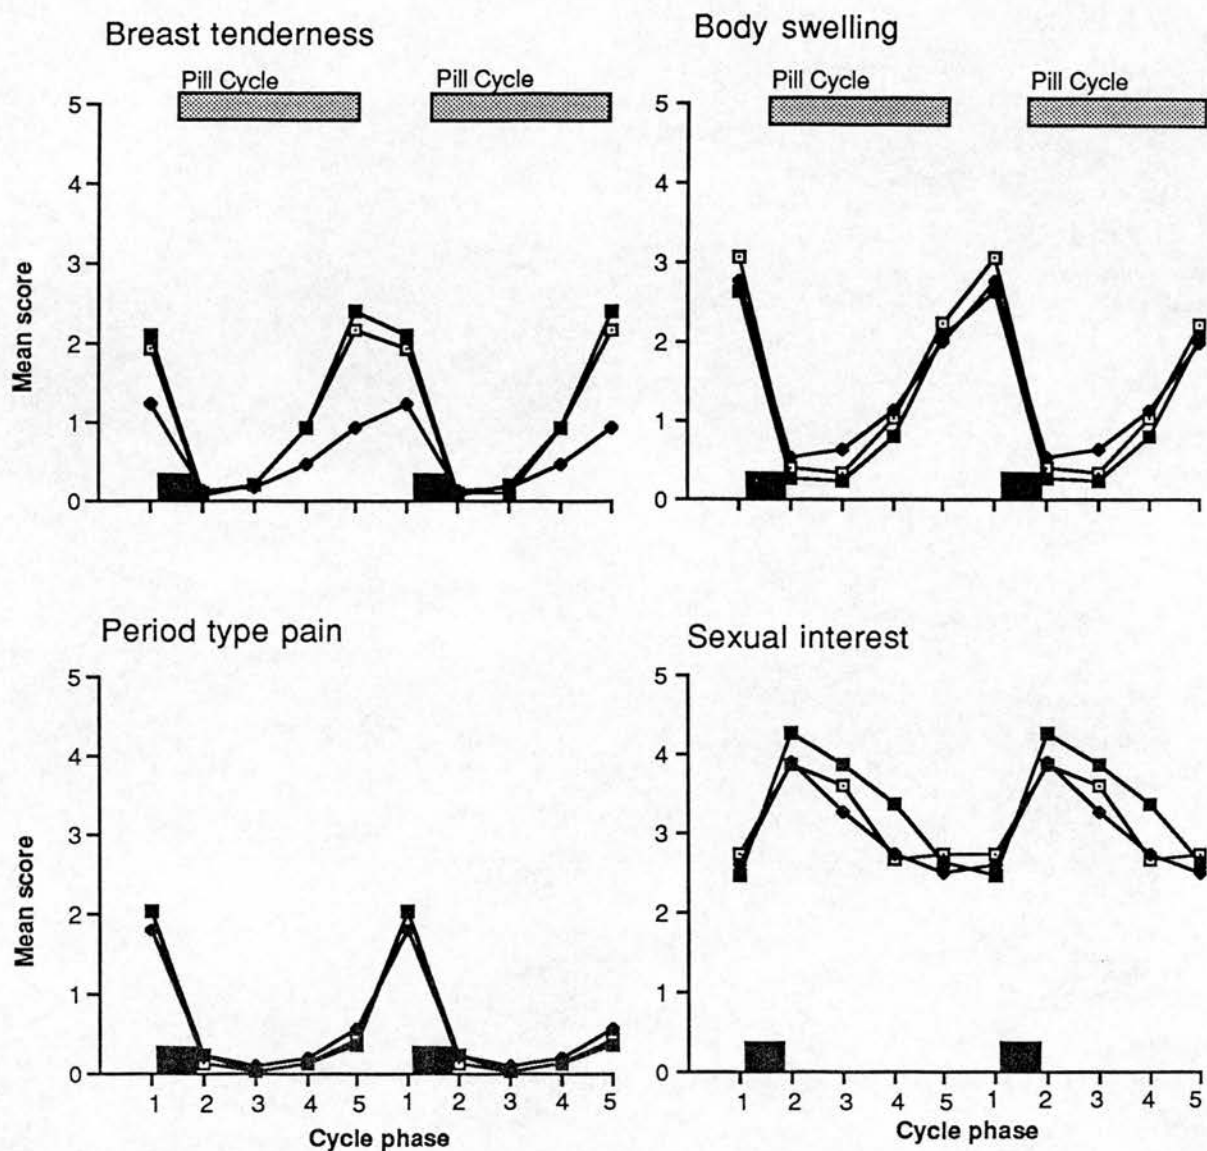 Breast tenderness
Pill Cycle
Pill Cycle
5
4
3
2
1
0
Mean score
Body swelling
Pill Cycle
Pill Cycle
5
4
3
2
1
0
Period type pain
5
4
3
2
1
0
Mean score
1 2 3 4 5 1 2 3 4 5
Cycle phase
Sexual interest
5
4
3
2
1
0
1 2 3 4 5 1 2 3 4 5
Cycle phase